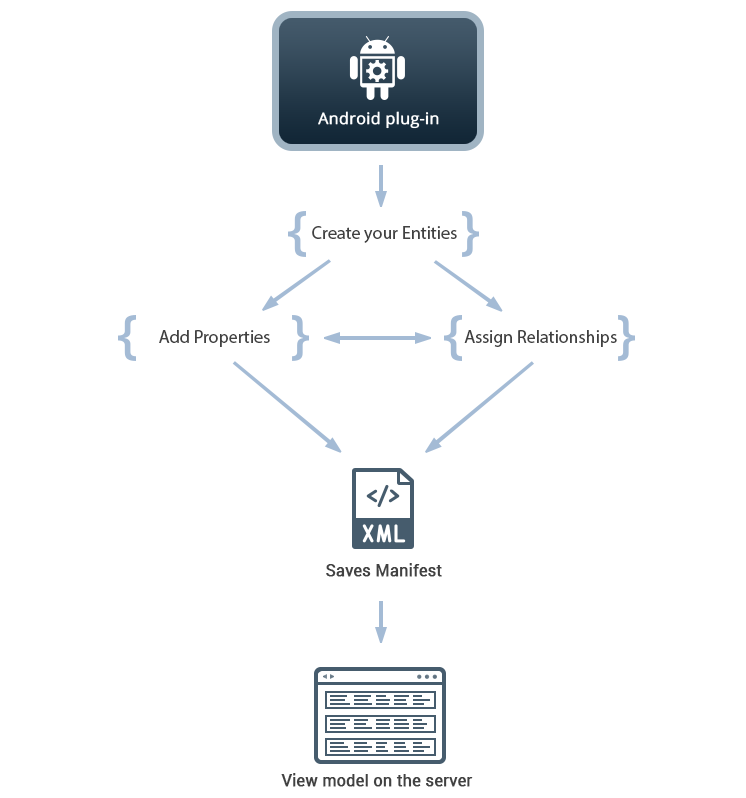 Android plug-in
{ Create your Entities }
{ Add Properties }
{ Assign Relationships }
</>
XML
Saves Manifest
View model on the server